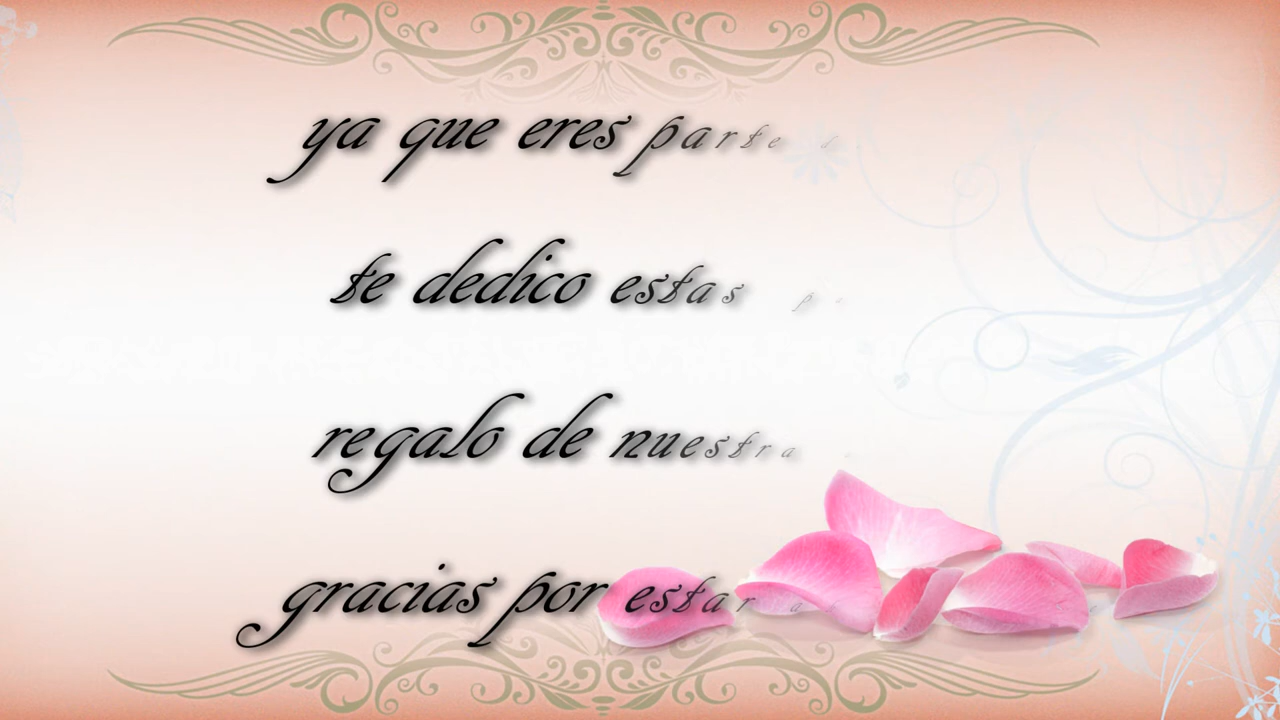 ya que eres parte d
te dedico estas p
regalo de nuestra
gracias por estar a